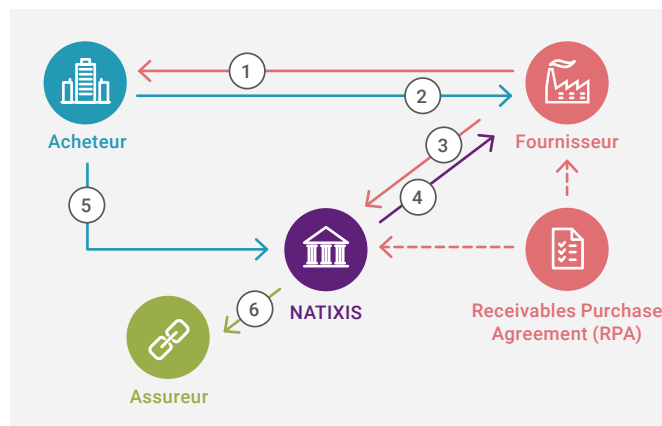 1
2
Acheteur
Fournisseur
3
4
5
NATIXIS
Receivables Purchase
Agreement (RPA)
6
Assureur